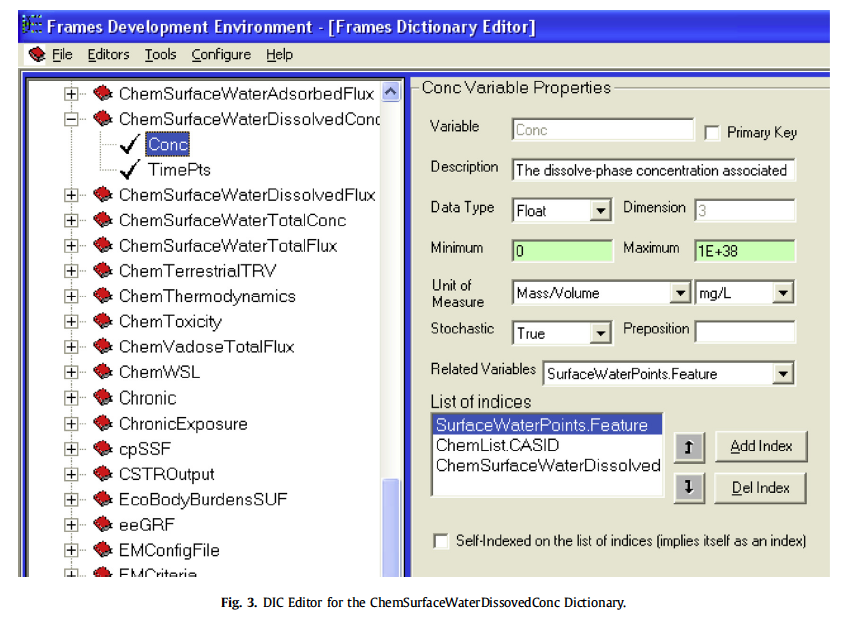 Frames Development Environment - [Frames Dictionary Editor]
File Editors Tools Configure Help
ChemSurfaceWaterAdsorbedFlux
ChemSurfaceWaterDissolvedConc
Conc
TimePts
ChemSurfaceWaterDissolvedFlux
ChemSurfaceWaterTotalConc
ChemSurfaceWaterTotalFlux
ChemTerrestrialTRV
ChemThermodynamics
ChemToxicity
ChemVadoseTotalFlux
ChemWSL
Chronic
ChronicExposure
cpSSF
CSTROutput
EcoBodyBurdensSUF
eeGRF
EMConfigFile
EMCriteria
Conc Variable Properties
Variable Conc Primary Key
Description The dissolve-phase concentration associated
Data Type Float Dimension 3
Minimum 0 Maximum 1E+38
Unit of
Measure Mass/Volume mg/L
Stochastic True Preposition
Related Variables SurfaceWaterPoints.Feature
List of indices
SurfaceWaterPoints.Feature
ChemList.CASID
ChemSurfaceWaterDissolved
Add Index
Del Index
Self-Indexed on the list of indices (implies itself as an index)
Fig. 3. DIC Editor for the ChemSurfaceWaterDissovedConc Dictionary.